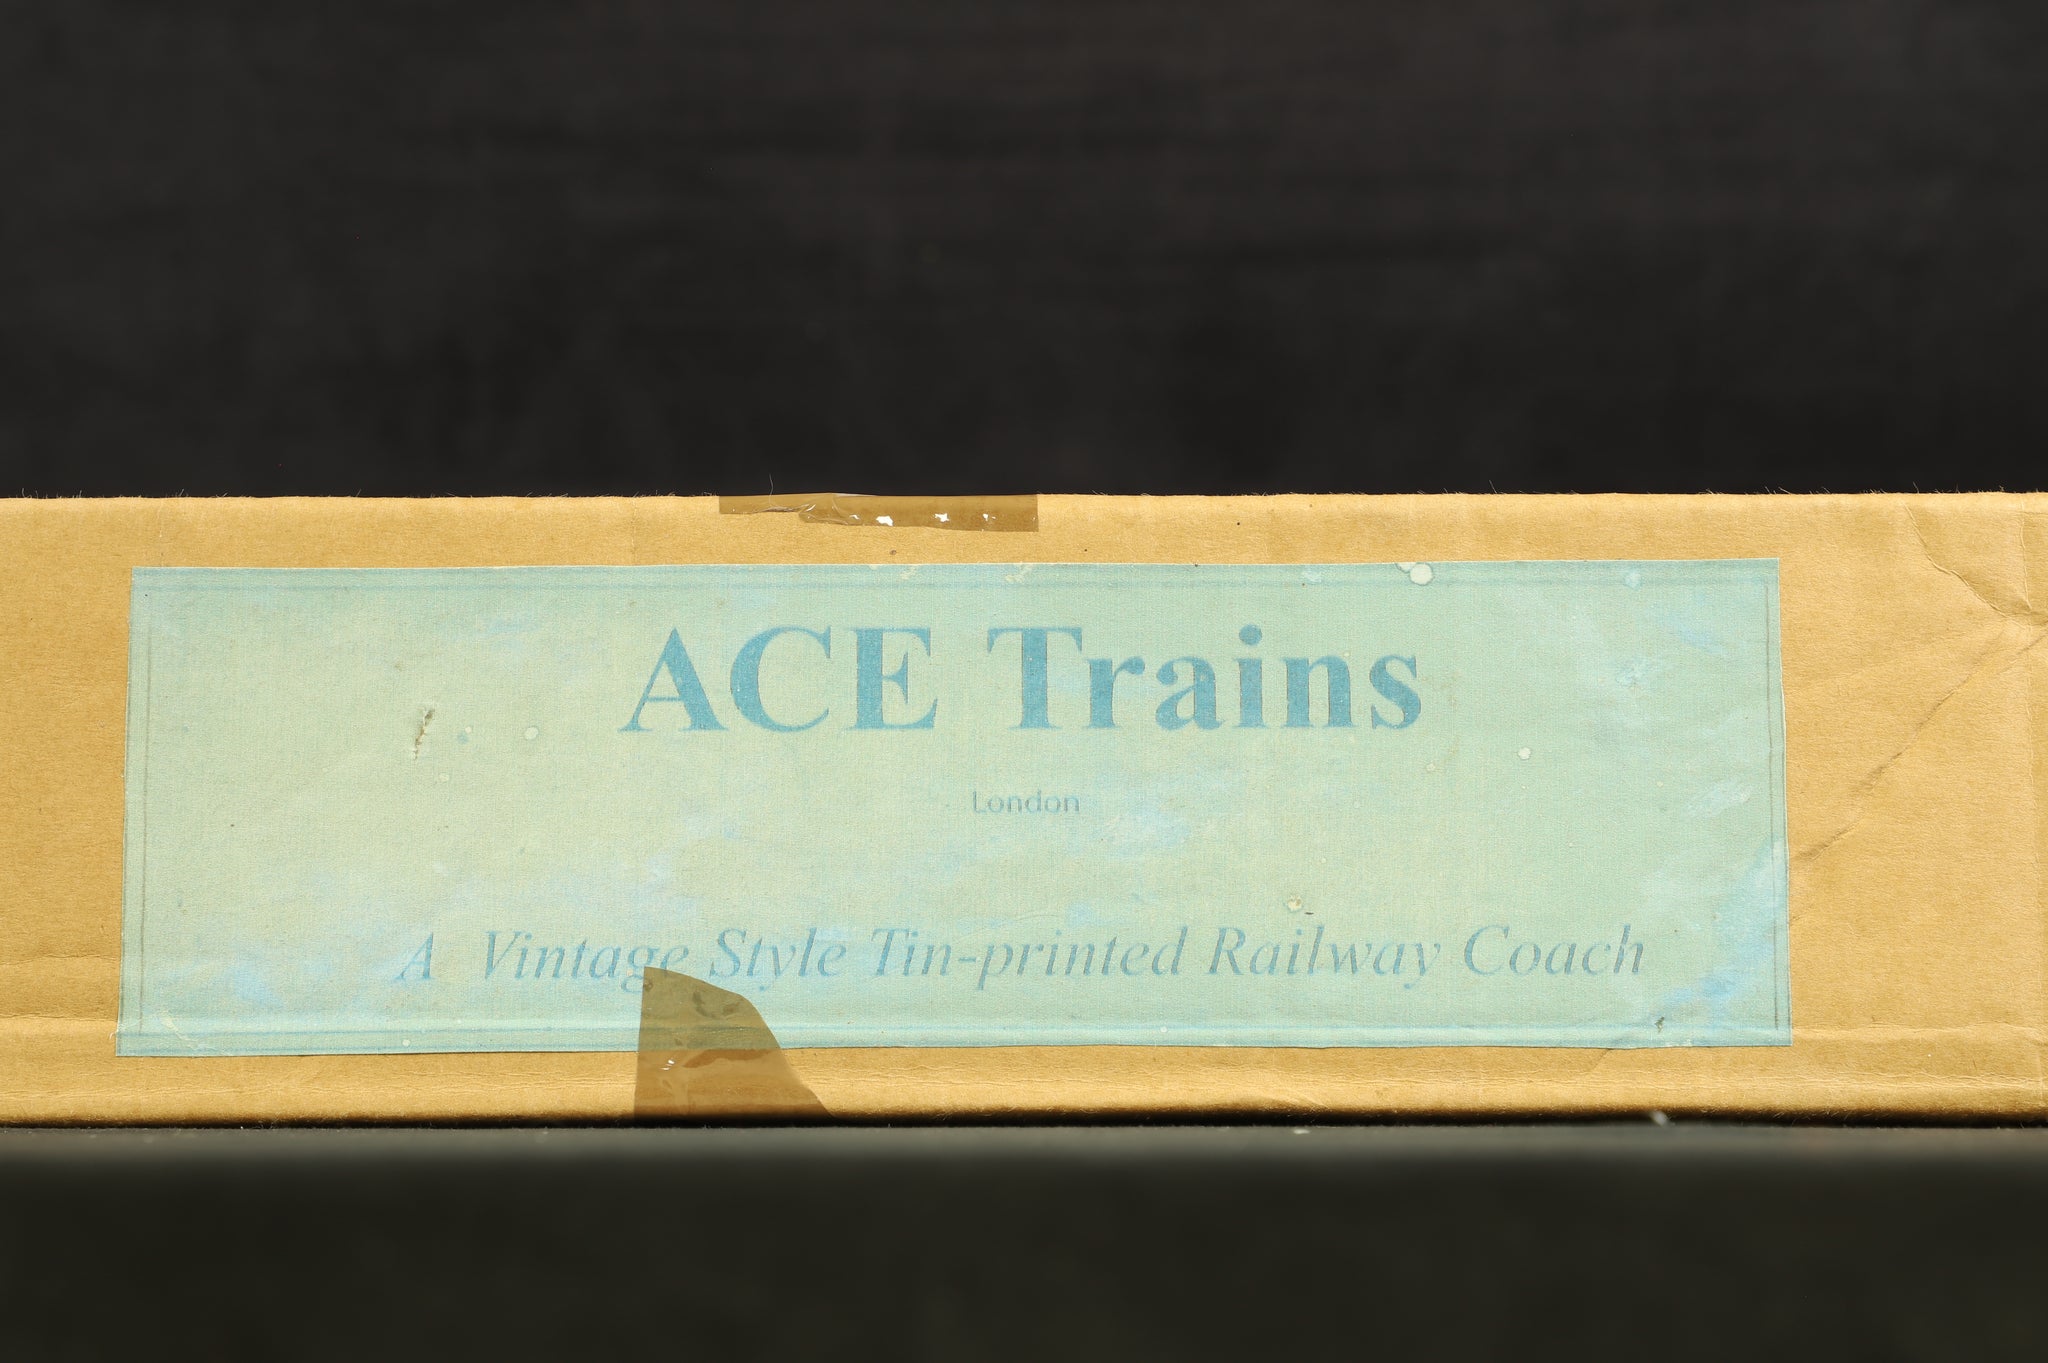 ACE Trains
London
A Vintage Style Tin-printed Railway Coach